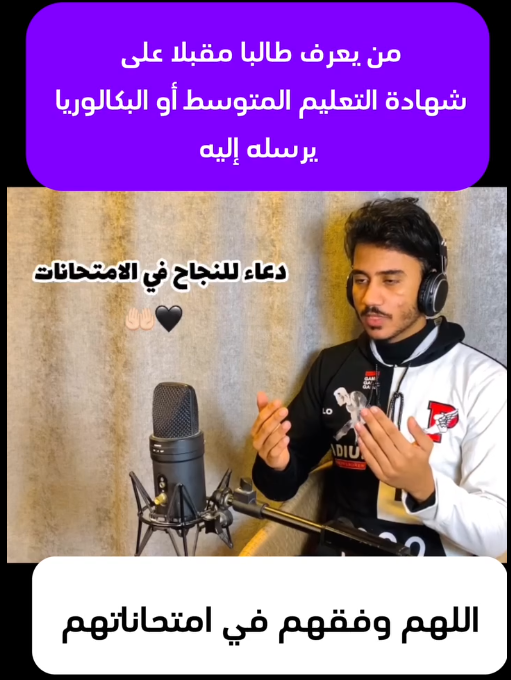 من يعرف طالبا مقبلا على
شهادة التعليم المتوسط أو البكالوريا
يرسله إليه
دعاء للنجاح في الامتحانات
🤲🏻🖤
اللهم وفقهم في امتحاناتهم